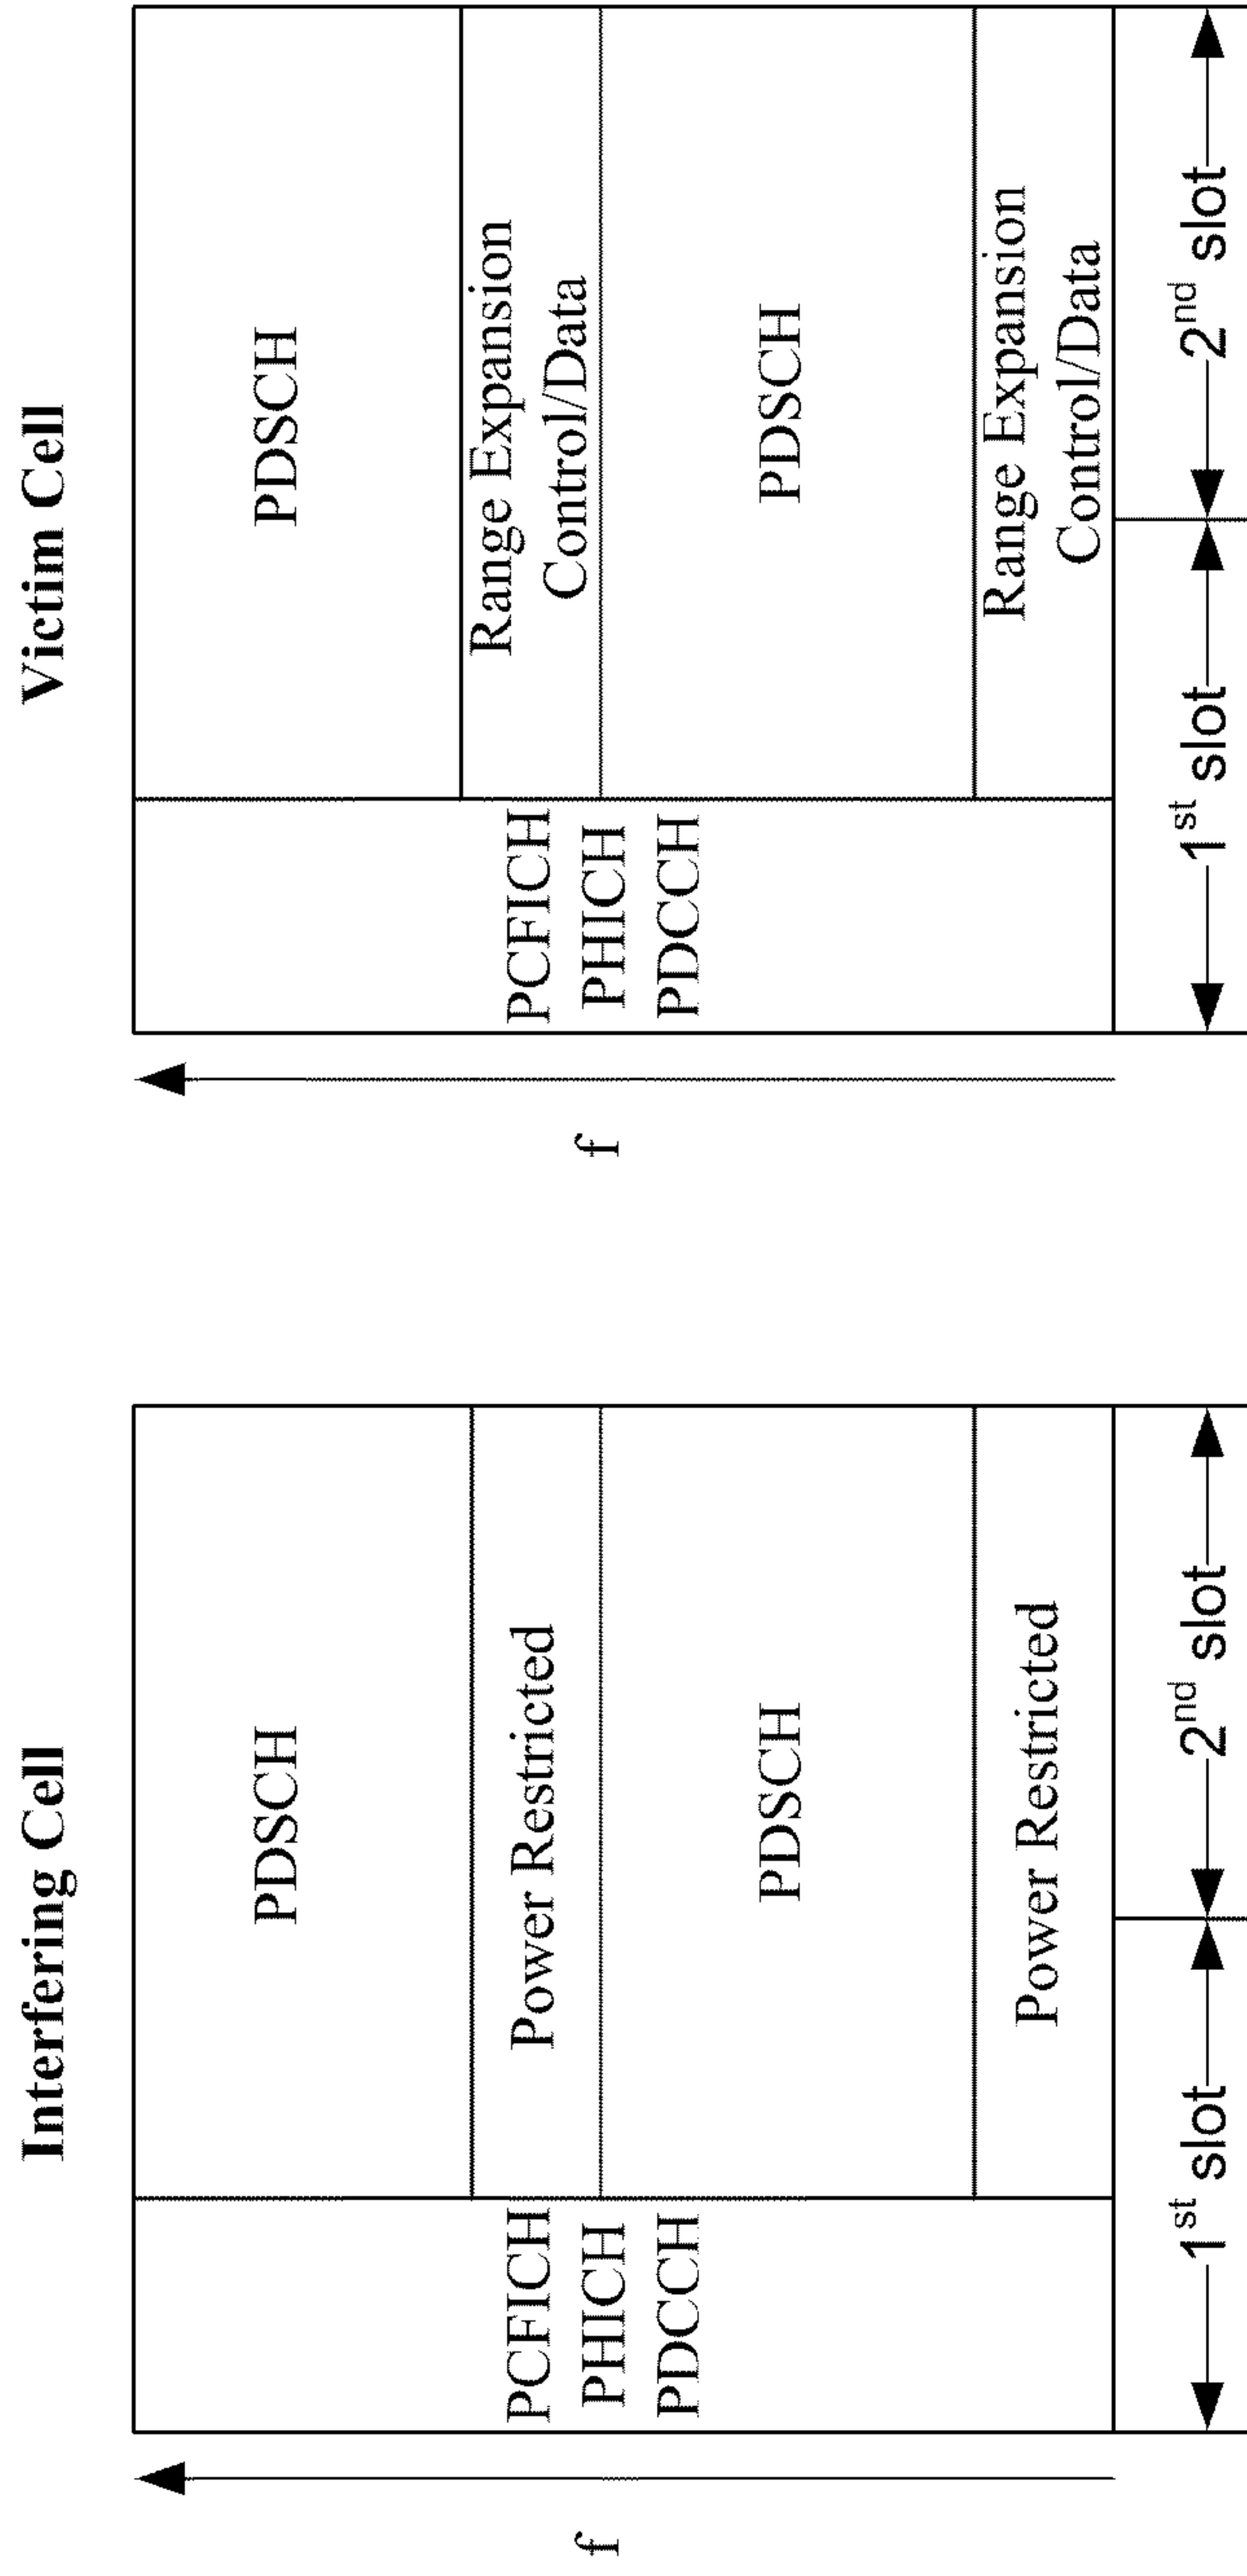 Interfering Cell
f
PCFICH
PHICH
PDCCH
PDSCH
Power Restricted
PDSCH
Power Restricted
1st slot
2nd slot
Victim Cell
f
PCFICH
PHICH
PDCCH
PDSCH
Range Expansion
Control/Data
PDSCH
Range Expansion
Control/Data
1st slot
2nd slot